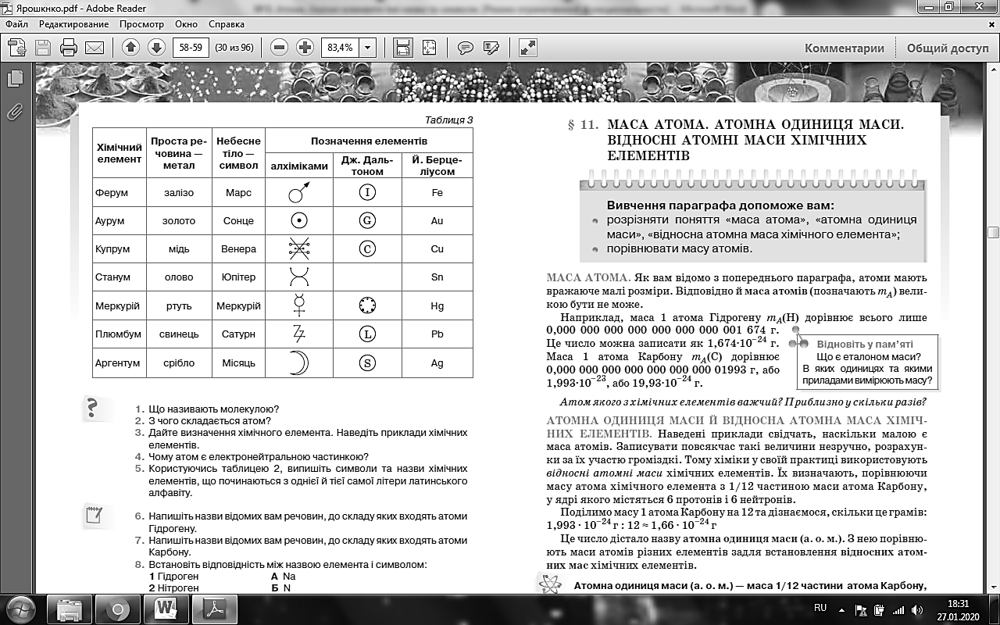 Ярошкнко.pdf - Adobe Reader
Файл Редактирование Просмотр Окно Справка
58-59 (30 из 96) 83,4% Комментарии Общий доступ
Таблиця 3
Хімічний елемент | Проста ре-човина — метал | Небесне тіло — символ | Позначення елементів
алхіміками | Дж. Даль-тоном | Й. Берце-ліусом
Ферум залізо Марс I Fe
Аурум золото Сонце G Au
Купрум мідь Венера C Cu
Станум олово Юпітер Sn
Меркурій ртуть Меркурій Hg
Плюмбум свинець Сатурн L Pb
Аргентум срібло Місяць S Ag
?
1. Що називають молекулою?
2. З чого складається атом?
3. Дайте визначення хімічного елемента. Наведіть приклади хімічних
елементів.
4. Чому атом є електронейтральною частинкою?
5. Користуючись таблицею 2, випишіть символи та назви хімічних
елементів, що починаються з однієї й тієї самої літери латинського
алфавіту.
6. Напишіть назви відомих вам речовин, до складу яких входять атоми
Гідрогену.
7. Напишіть назви відомих вам речовин, до складу яких входять атоми
Карбону.
8. Встановіть відповідність між назвою елемента і символом:
1 Гідроген А Na
2 Нітроген Б N
§ 11. МАСА АТОМА. АТОМНА ОДИНИЦЯ МАСИ.
ВІДНОСНІ АТОМНІ МАСИ ХІМІЧНИХ
ЕЛЕМЕНТІВ
Вивчення параграфа допоможе вам:
• розрізняти поняття «маса атома», «атомна одиниця
маси», «відносна атомна маса хімічного елемента»;
• порівнювати масу атомів.
МАСА АТОМА. Як вам відомо з попереднього параграфа, атоми мають
вражаюче малі розміри. Відповідно й маса атомів (позначають mA) вели-
кою бути не може.
Наприклад, маса 1 атома Гідрогену mA(H) дорівнює всього лише
0,000 000 000 000 000 000 000 001 674 г.
Це число можна записати як 1,674·10⁻²⁴ г.
Маса 1 атома Карбону mA(C) дорівнює
0,000 000 000 000 000 000 000 01993 г, або
1,993·10⁻²³, або 19,93·10⁻²⁴ г.
Відновіть у пам'яті
Що є еталоном маси?
В яких одиницях та якими
приладами вимірюють масу?
Атом якого з хімічних елементів важчий? Приблизно у скільки разів?
АТОМНА ОДИНИЦЯ МАСИ Й ВІДНОСНА АТОМНА МАСА ХІМІЧ-
НИХ ЕЛЕМЕНТІВ. Наведені приклади свідчать, наскільки малою є
маса атомів. Записувати повсякчас такі величини незручно, розрахун-
ки за їх участю громіздкі. Тому хіміки у своїй практиці використовують
відносні атомні маси хімічних елементів. Їх визначають, порівнюючи
масу атома хімічного елемента з 1/12 частиною маси атома Карбону,
у ядрі якого містяться 6 протонів і 6 нейтронів.
Поділимо масу 1 атома Карбону на 12 та дізнаємося, скільки це грамів:
1,993 · 10⁻²⁴ г : 12 ≈ 1,66 · 10⁻²⁴ г
Це число дістало назву атомна одиниця маси (а. о. м.). З нею порівню-
ють маси атомів різних елементів задля встановлення відносних атом-
них мас хімічних елементів.
Атомна одиниця маси (а. о. м.) — маса 1/12 частини атома Карбону,
RU 18:31
27.01.2020